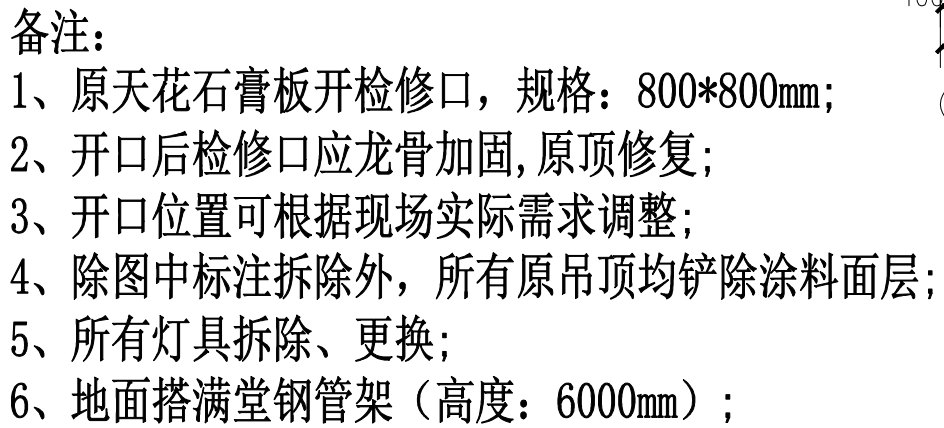 备注：
1、原天花石膏板开检修口，规格：800*800mm;
2、开口后检修口应龙骨加固,原顶修复;
3、开口位置可根据现场实际需求调整;
4、除图中标注拆除外，所有原吊顶均铲除涂料面层;
5、所有灯具拆除、更换;
6、地面搭满堂钢管架（高度：6000mm）;